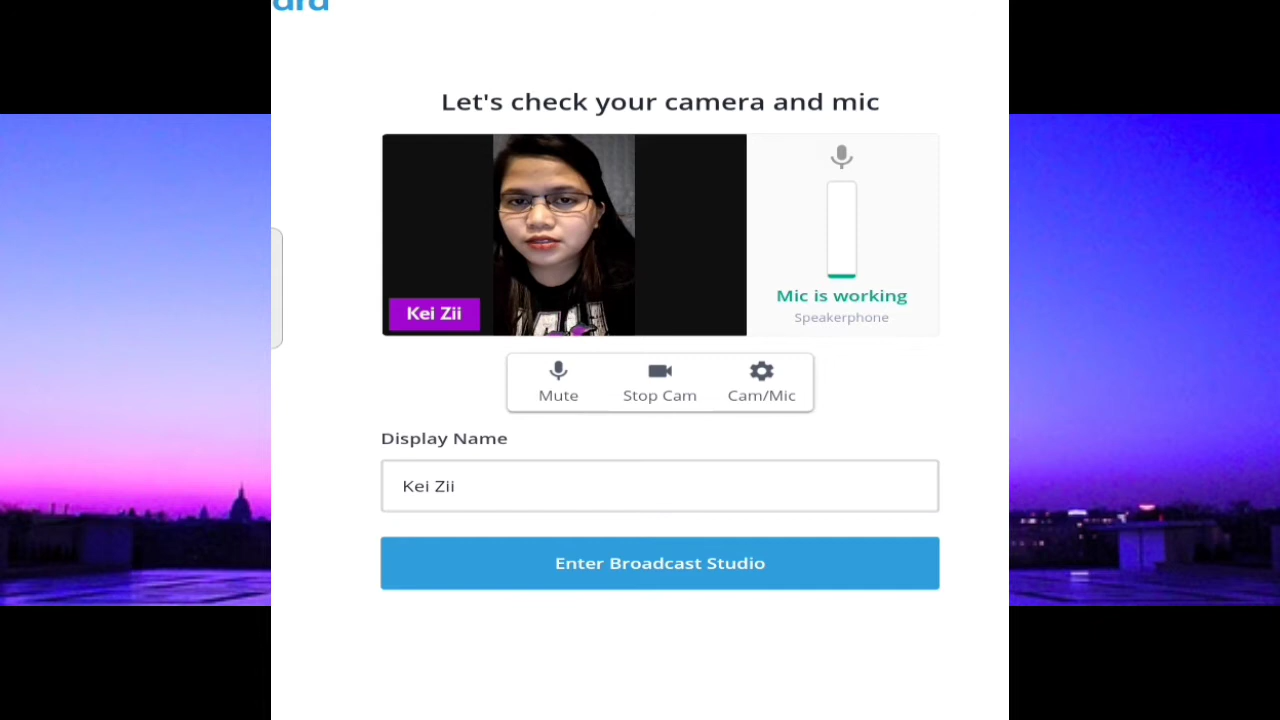 Let's check your camera and mic
Kei Zii
Mic is working
Speakerphone
Mute
Stop Cam
Cam/Mic
Display Name
Kei Zii
Enter Broadcast Studio